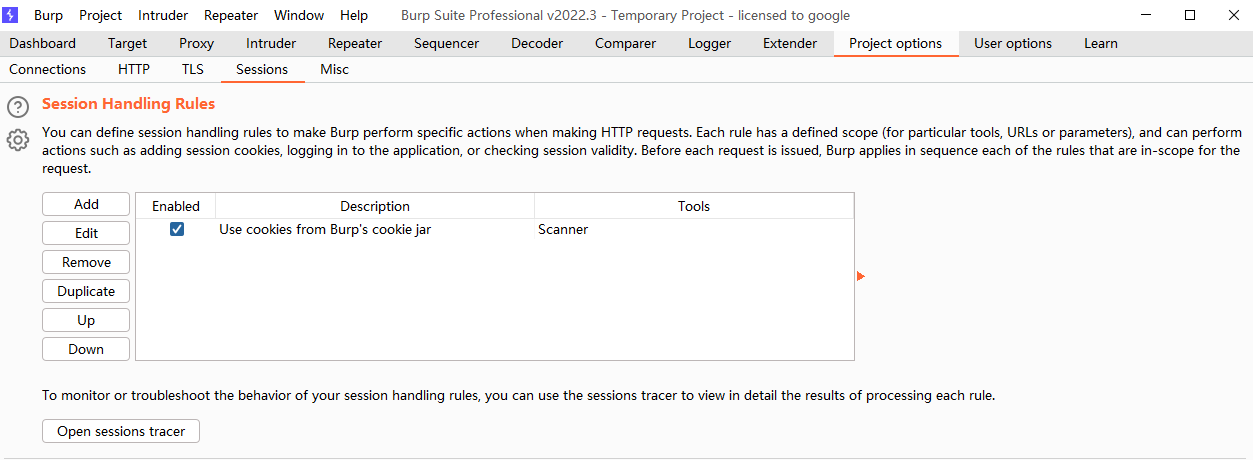 Burp Project Intruder Repeater Window Help Burp Suite Professional v2022.3 - Temporary Project - licensed to google
Dashboard Target Proxy Intruder Repeater Sequencer Decoder Comparer Logger Extender Project options User options Learn
Connections HTTP TLS Sessions Misc
? Session Handling Rules
You can define session handling rules to make Burp perform specific actions when making HTTP requests. Each rule has a defined scope (for particular tools, URLs or parameters), and can perform
actions such as adding session cookies, logging in to the application, or checking session validity. Before each request is issued, Burp applies in sequence each of the rules that are in-scope for the
request.
Add Enabled Description Tools
Edit Use cookies from Burp's cookie jar Scanner
Remove
Duplicate
Up
Down
To monitor or troubleshoot the behavior of your session handling rules, you can use the sessions tracer to view in detail the results of processing each rule.
Open sessions tracer